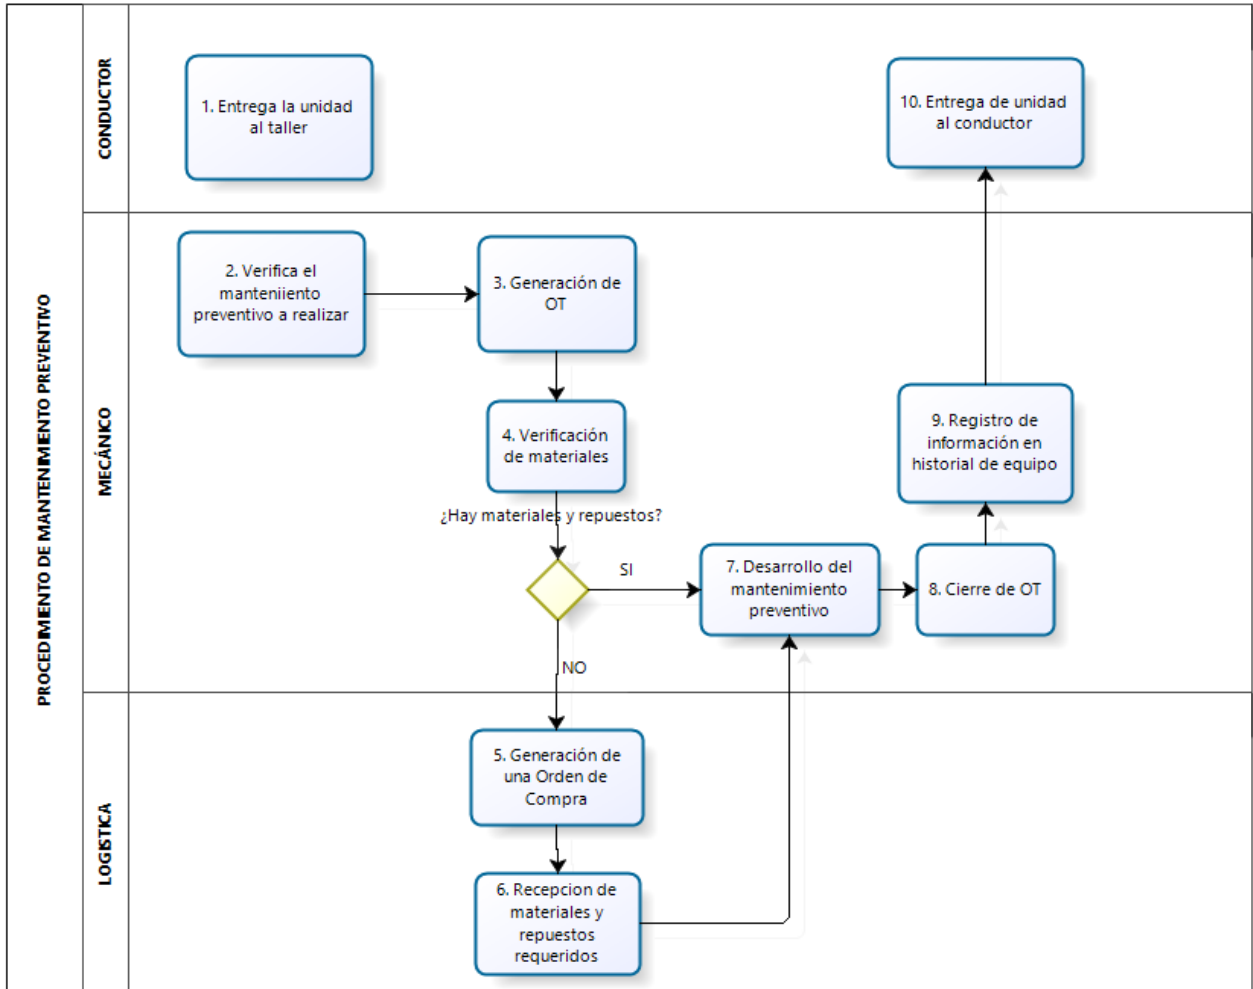 PROCEDIMIENTO DE MANTENIMIENTO PREVENTIVO
CONDUCTOR
1. Entrega la unidad
al taller
10. Entrega de unidad
al conductor
MECÁNICO
2. Verifica el
manteniiento
preventivo a realizar
3. Generación de
OT
4. Verificación
de materiales
¿Hay materiales y repuestos?
SI
NO
7. Desarrollo del
mantenimiento
preventivo
8. Cierre de OT
9. Registro de
información en
historial de equipo
LOGISTICA
5. Generación de
una Orden de
Compra
6. Recepcion de
materiales y
repuestos
requeridos